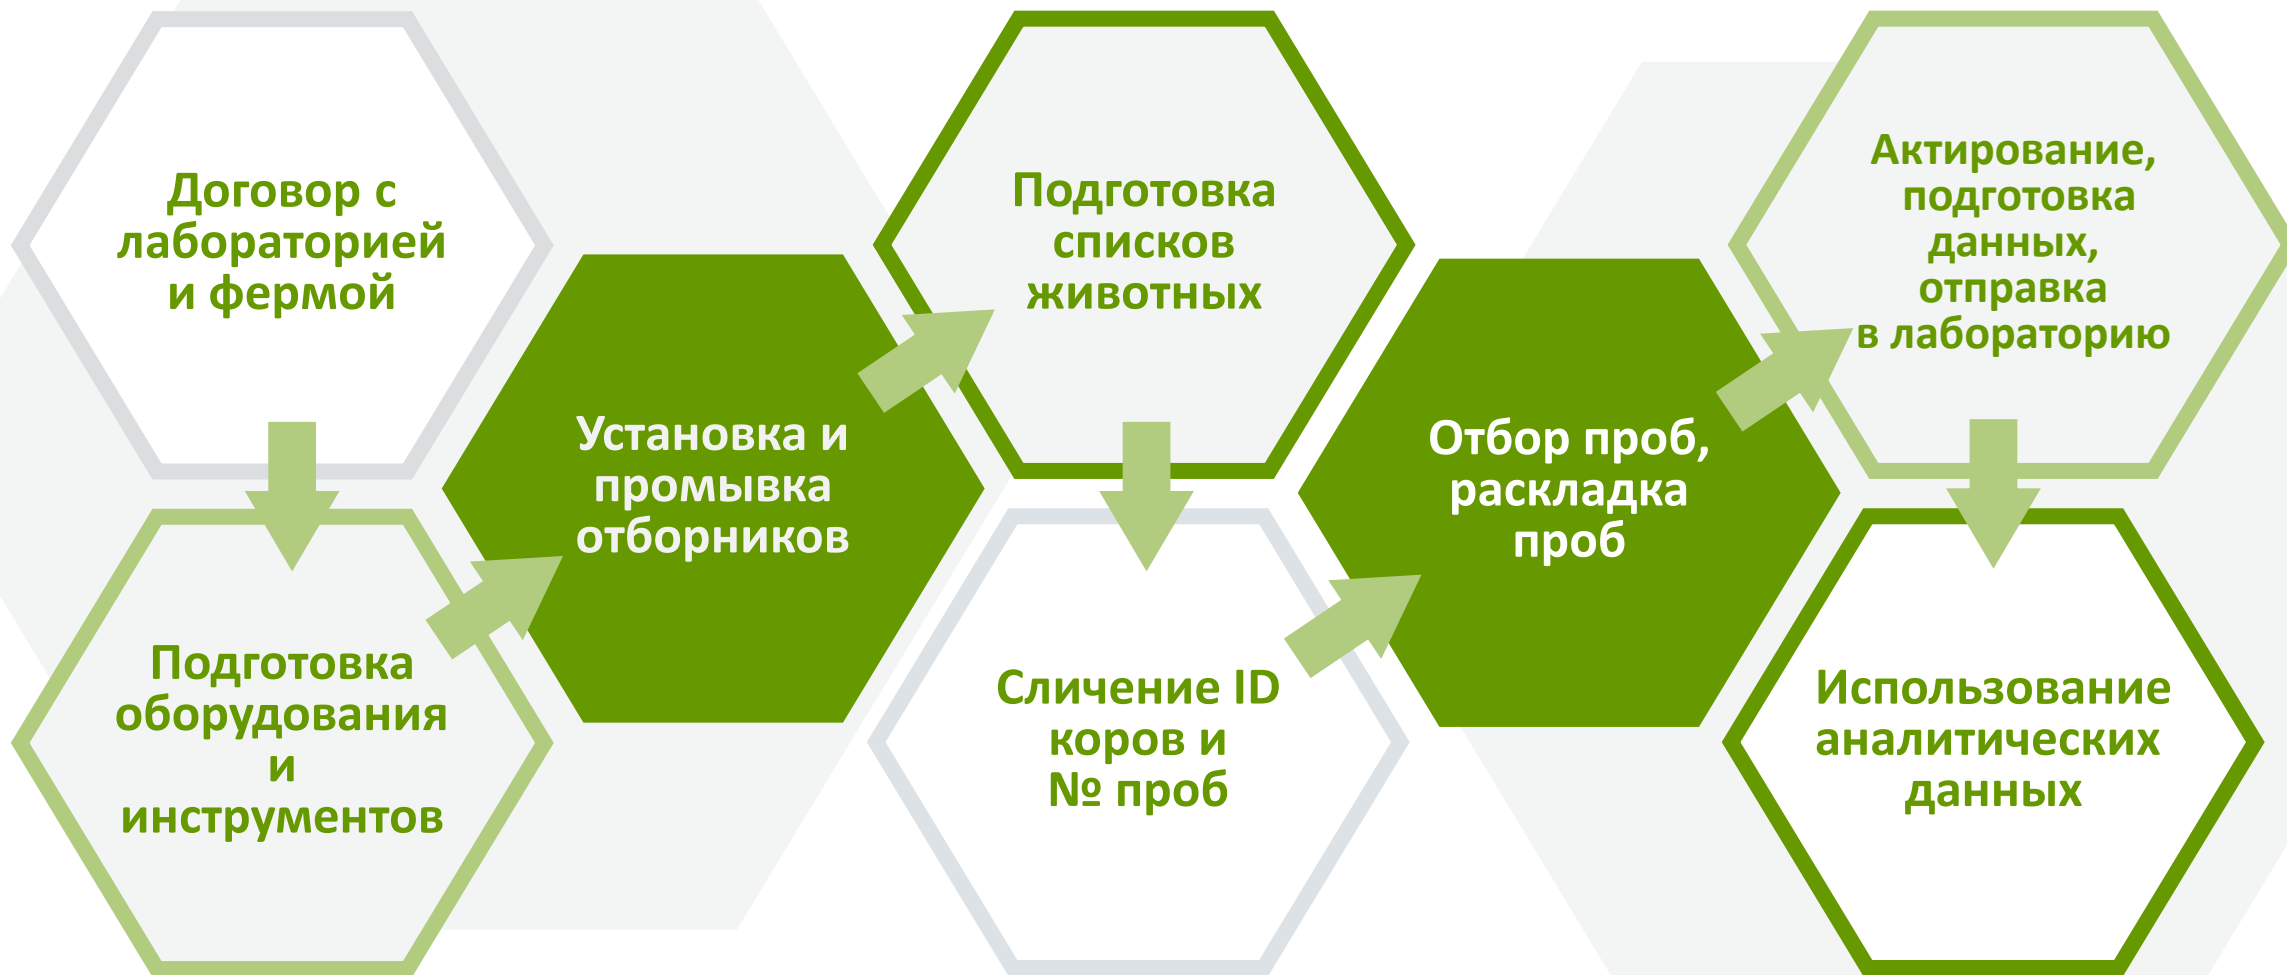 Договор с
лабораторией
и фермой
Подготовка
оборудования
и
инструментов
Установка и
промывка
отборников
Подготовка
списков
животных
Сличение ID
коров и
№ проб
Отбор проб,
раскладка
проб
Актирование,
подготовка
данных,
отправка
в лабораторию
Использование
аналитических
данных